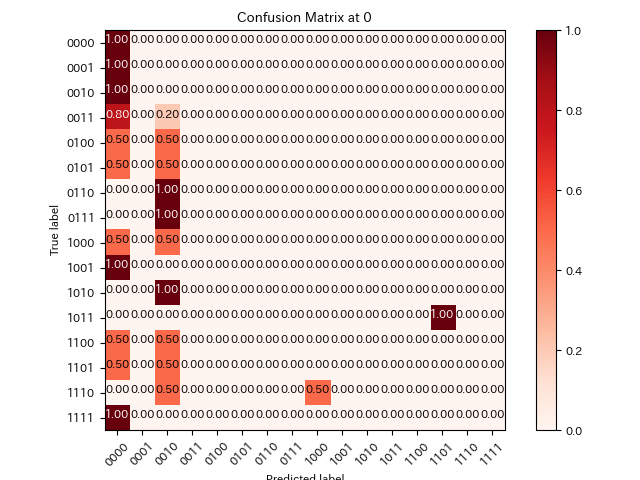 Confusion Matrix at 0
0000 1.00 0.00 0.00 0.00 0.00 0.00 0.00 0.00 0.00 0.00 0.00 0.00 0.00 0.00 0.00 0.00
0001 1.00 0.00 0.00 0.00 0.00 0.00 0.00 0.00 0.00 0.00 0.00 0.00 0.00 0.00 0.00 0.00
0010 1.00 0.00 0.00 0.00 0.00 0.00 0.00 0.00 0.00 0.00 0.00 0.00 0.00 0.00 0.00 0.00
0011 0.80 0.00 0.20 0.00 0.00 0.00 0.00 0.00 0.00 0.00 0.00 0.00 0.00 0.00 0.00 0.00
0100 0.50 0.00 0.50 0.00 0.00 0.00 0.00 0.00 0.00 0.00 0.00 0.00 0.00 0.00 0.00 0.00
0101 0.50 0.00 0.50 0.00 0.00 0.00 0.00 0.00 0.00 0.00 0.00 0.00 0.00 0.00 0.00 0.00
0110 0.00 0.00 1.00 0.00 0.00 0.00 0.00 0.00 0.00 0.00 0.00 0.00 0.00 0.00 0.00 0.00
0111 0.00 0.00 1.00 0.00 0.00 0.00 0.00 0.00 0.00 0.00 0.00 0.00 0.00 0.00 0.00 0.00
1000 0.50 0.00 0.50 0.00 0.00 0.00 0.00 0.00 0.00 0.00 0.00 0.00 0.00 0.00 0.00 0.00
1001 1.00 0.00 0.00 0.00 0.00 0.00 0.00 0.00 0.00 0.00 0.00 0.00 0.00 0.00 0.00 0.00
1010 0.00 0.00 1.00 0.00 0.00 0.00 0.00 0.00 0.00 0.00 0.00 0.00 0.00 0.00 0.00 0.00
1011 0.00 0.00 0.00 0.00 0.00 0.00 0.00 0.00 0.00 0.00 0.00 0.00 0.00 1.00 0.00 0.00
1100 0.50 0.00 0.50 0.00 0.00 0.00 0.00 0.00 0.00 0.00 0.00 0.00 0.00 0.00 0.00 0.00
1101 0.50 0.00 0.50 0.00 0.00 0.00 0.00 0.00 0.00 0.00 0.00 0.00 0.00 0.00 0.00 0.00
1110 0.00 0.00 0.50 0.00 0.00 0.00 0.00 0.00 0.50 0.00 0.00 0.00 0.00 0.00 0.00 0.00
1111 1.00 0.00 0.00 0.00 0.00 0.00 0.00 0.00 0.00 0.00 0.00 0.00 0.00 0.00 0.00 0.00
True label
0000 0001 0010 0011 0100 0101 0110 0111 1000 1001 1010 1011 1100 1101 1110 1111
Predicted label
1.0
0.8
0.6
0.4
0.2
0.0